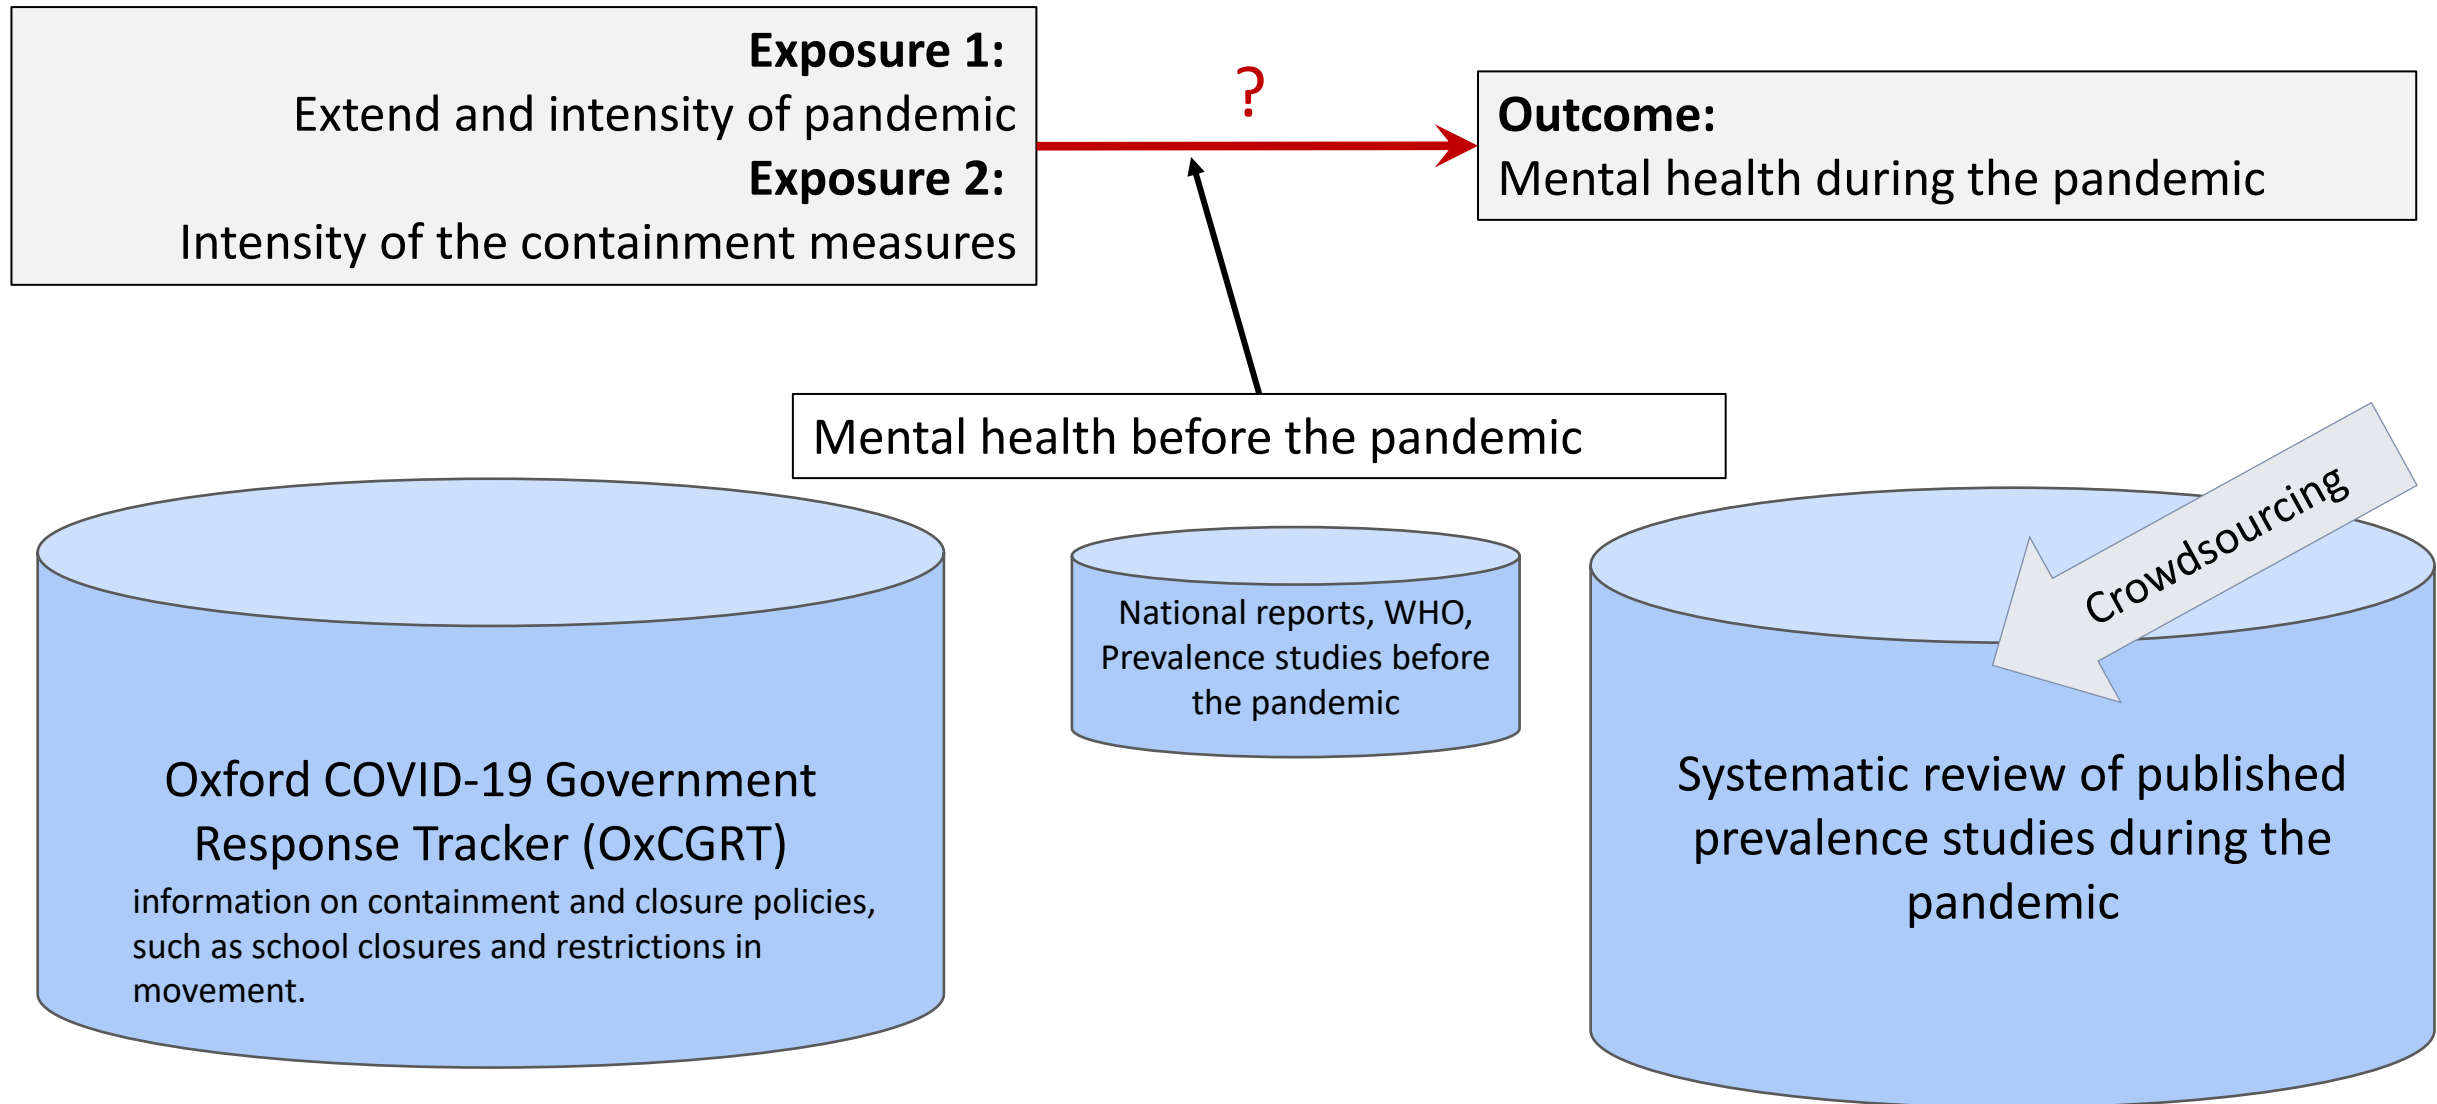 Exposure 1:
Extend and intensity of pandemic
Exposure 2:
Intensity of the containment measures
?
Outcome:
Mental health during the pandemic
Mental health before the pandemic
Oxford COVID-19 Government
Response Tracker (OxCGRT)
information on containment and closure policies,
such as school closures and restrictions in
movement.
National reports, WHO,
Prevalence studies before
the pandemic
Crowdsourcing
Systematic review of published
prevalence studies during the
pandemic